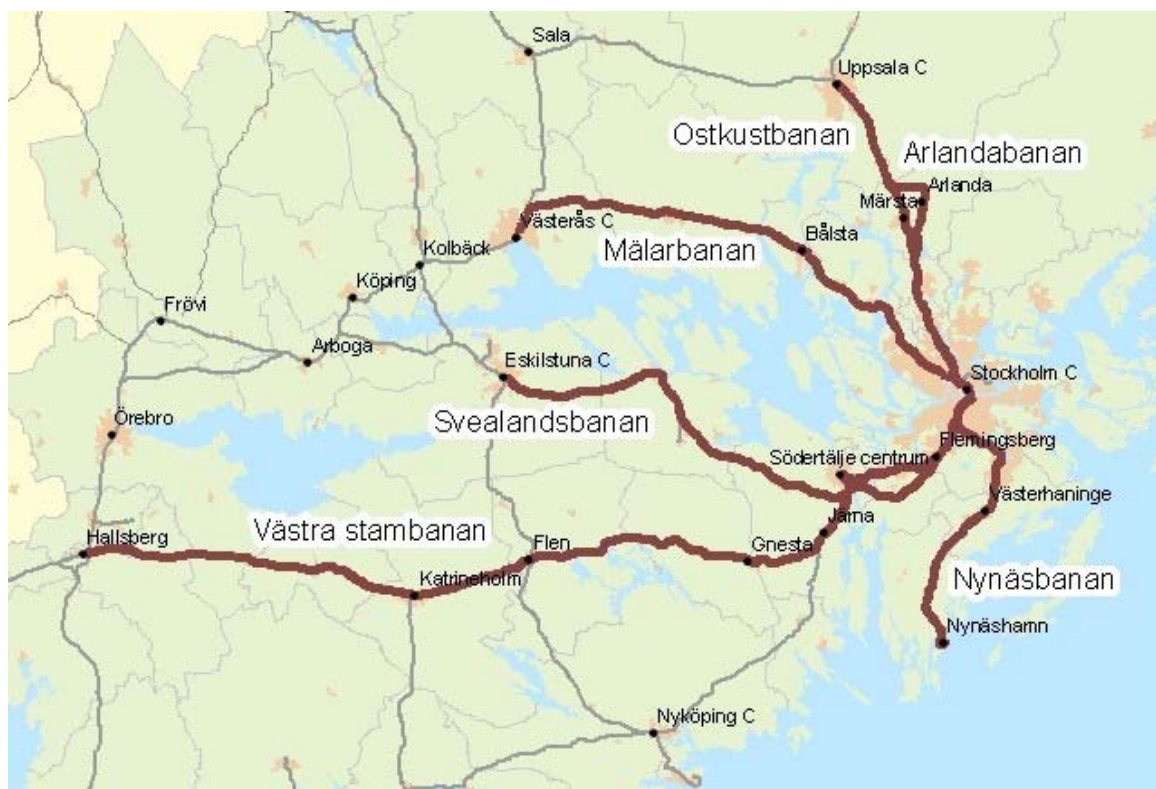 Sala
Uppsala C
Ostkustbanan
Arlandabanan
Arlanda
Märsta
Västerås C
Bålsta
Mälarbanan
Kolbäck
Köping
Frövi
Arboga
Eskilstuna C
Stockholm C
Svealandsbanan
Örebro
Flemingsberg
Södertälje centrum
Västerhaninge
Järna
Västra stambanan
Hallsberg
Flen
Gnesta
Katrineholm
Nynäsbanan
Nynäshamn
Nyköping C